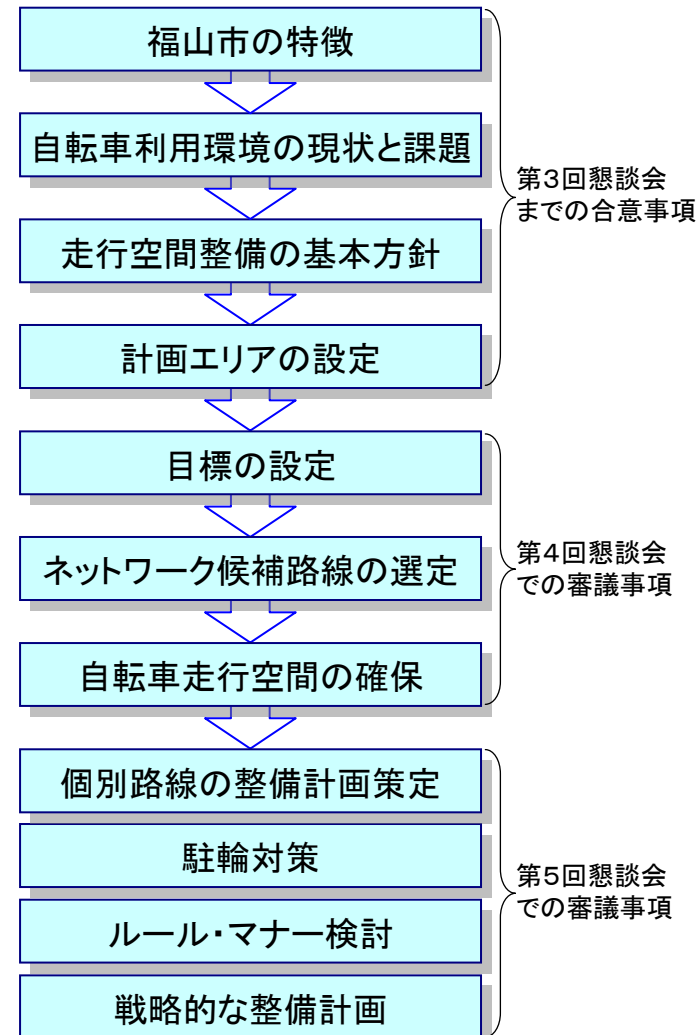 福山市の特徴
自転車利用環境の現状と課題
走行空間整備の基本方針
計画エリアの設定
第3回懇談会
までの合意事項
目標の設定
ネットワーク候補路線の選定
自転車走行空間の確保
第4回懇談会
での審議事項
個別路線の整備計画策定
駐輪対策
ルール・マナー検討
戦略的な整備計画
第5回懇談会
での審議事項